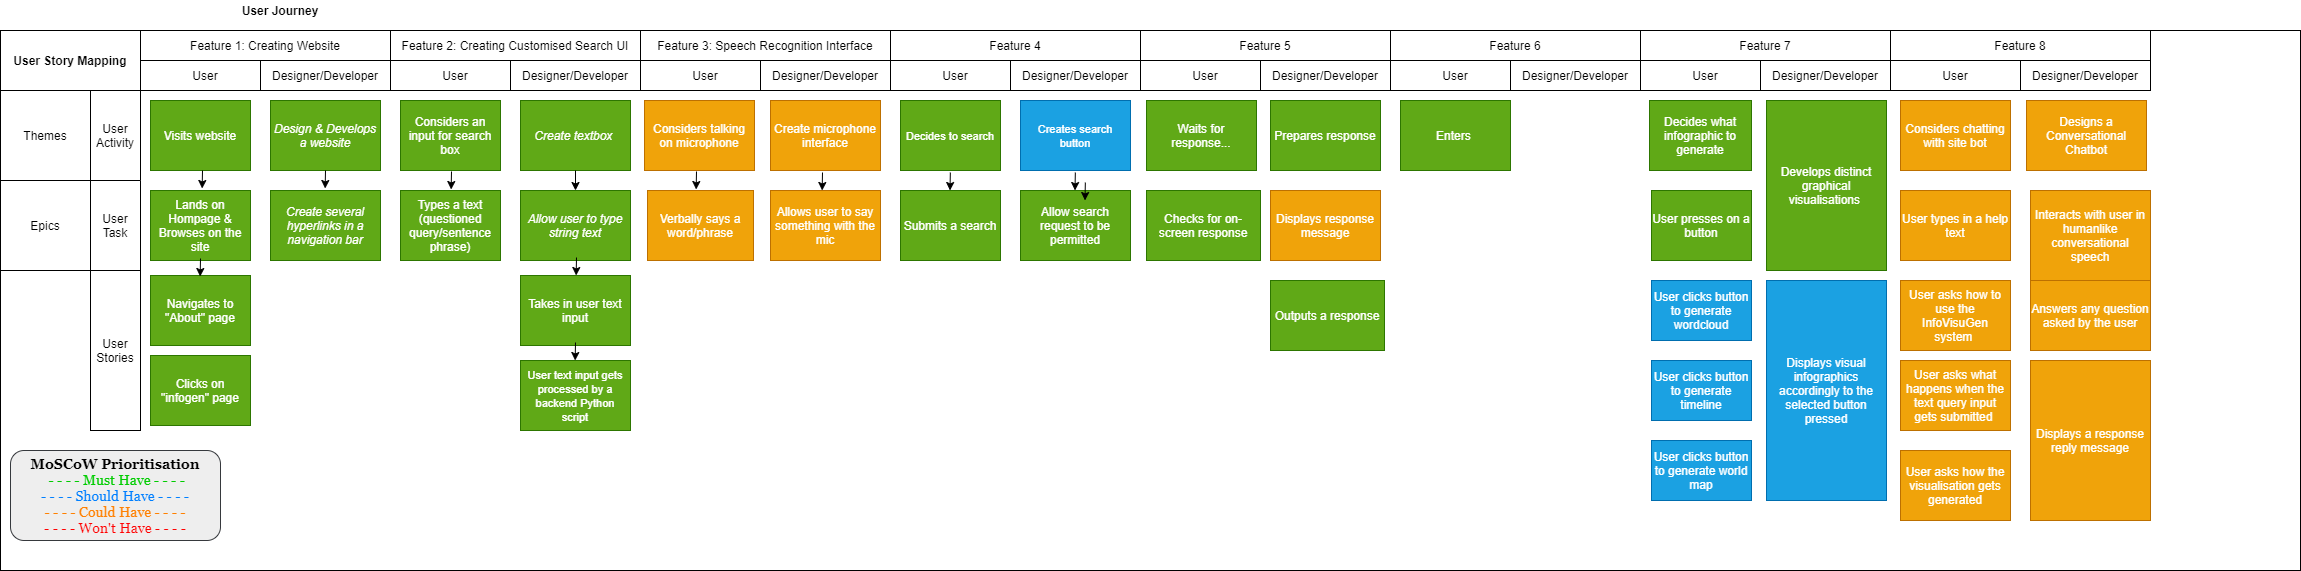 User Journey
User Story Mapping
Feature 1: Creating Website
Feature 2: Creating Customised Search UI
Feature 3: Speech Recognition Interface
Feature 4
Feature 5
Feature 6
Feature 7
Feature 8
User
Designer/Developer
User
Designer/Developer
User
Designer/Developer
User
Designer/Developer
User
Designer/Developer
User
Designer/Developer
User
Designer/Developer
User
Designer/Developer
Themes
User
Activity
Visits website
Design & Develops
a website
Considers an
input for search
box
Create textbox
Considers talking
on microphone
Create microphone
interface
Decides to search
Creates search
button
Waits for
response...
Prepares response
Enters
Decides what
infographic to
generate
Develops distinct
graphical
visualisations
Considers chatting
with site bot
Designs a
Conversational
Chatbot
Epics
User
Task
Lands on
Hompage &
Browses on the
site
Create several
hyperlinks in a
navigation bar
Types a text
(questioned
query/sentence
phrase)
Allow user to type
string text
Verbally says a
word/phrase
Allows user to say
something with the
mic
Submits a search
Allow search
request to be
permitted
Checks for on-
screen response
Displays response
message
User presses on a
button
User types in a help
text
Interacts with user in
humanlike
conversational
speech
User
Stories
Navigates to
"About" page
Takes in user text
input
Outputs a response
User clicks button
to generate
wordcloud
Displays visual
infographics
accordingly to the
selected button
pressed
User asks how to
use the
InfoVisuGen
system
Answers any question
asked by the user
Clicks on
"infogen" page
User text input gets
processed by a
backend Python
script
User clicks button
to generate
timeline
User asks what
happens when the
text query input
gets submitted
Displays a response
reply message
User clicks button
to generate world
map
User asks how the
visualisation gets
generated
MoSCoW Prioritisation
- - - - Must Have - - - -
- - - - Should Have - - - -
- - - - Could Have - - - -
- - - - Won't Have - - - -